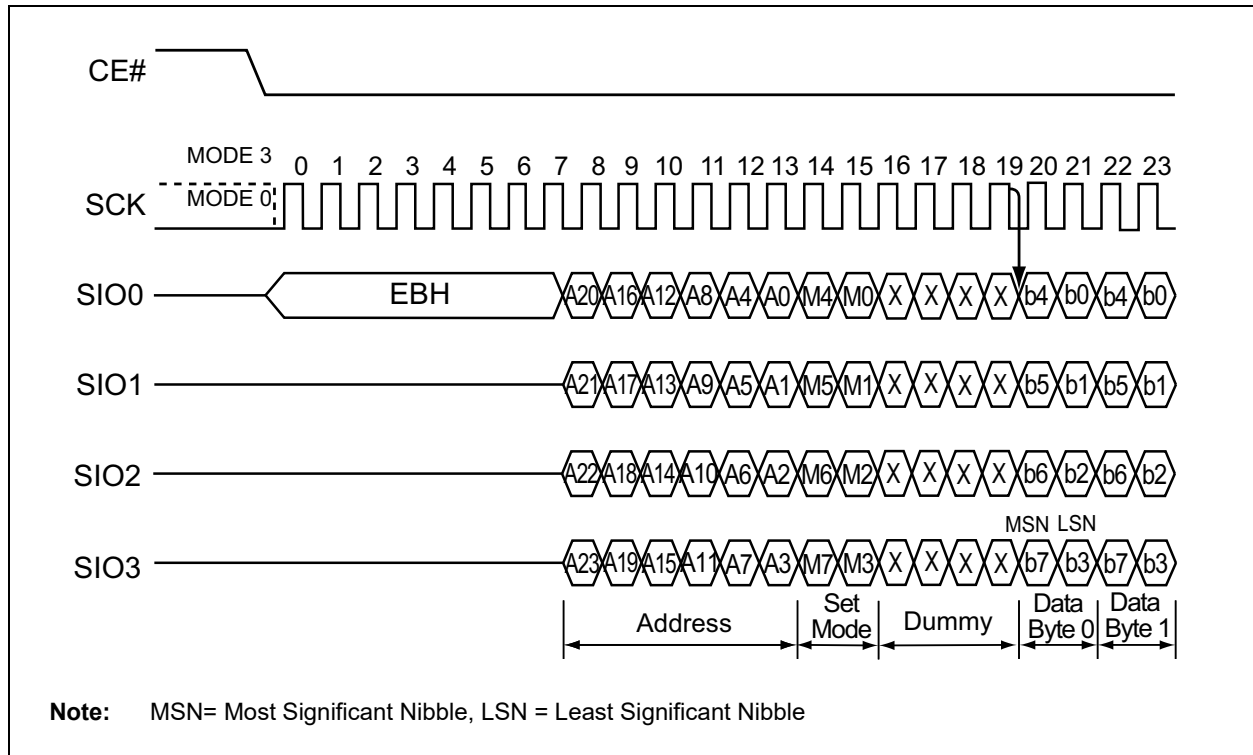 CE#
MODE 3
0 1 2 3 4 5 6 7 8 9 10 11 12 13 14 15 16 17 18 19 20 21 22 23
SCK
MODE 0
SIO0 EBH A20 A16 A12 A8 A4 A0 M4 M0 X X X X b4 b0 b4 b0
SIO1 A21 A17 A13 A9 A5 A1 M5 M1 X X X X b5 b1 b5 b1
SIO2 A22 A18 A14 A10 A6 A2 M6 M2 X X X X b6 b2 b6 b2
MSN LSN
SIO3 A23 A19 A15 A11 A7 A3 M7 M3 X X X X b7 b3 b7 b3
Address
Set
Mode
Dummy
Data
Byte 0
Data
Byte 1
Note: MSN= Most Significant Nibble, LSN = Least Significant Nibble